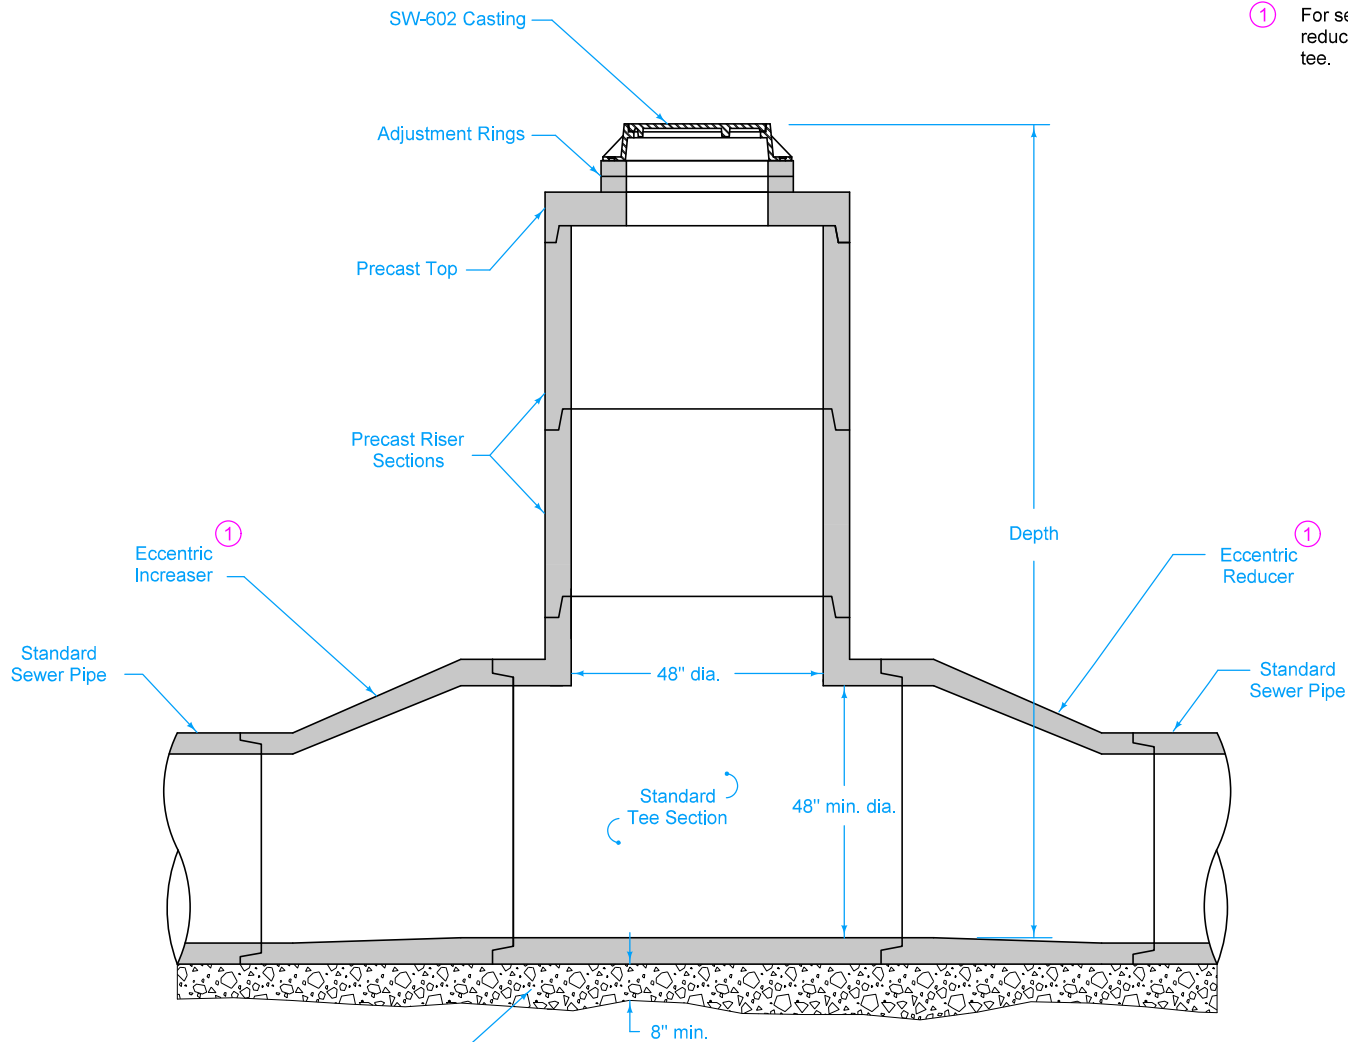 SW-602 Casting
1 For
reduc
tee.
Adjustment Rings
Precast Top
Precast Riser
Sections
1
Eccentric
Increaser
Depth
1
Eccentric
Reducer
Standard
Sewer Pipe
48" dia.
Standard
Sewer Pipe
Standard
Tee Section
48" min. dia.
8" min.